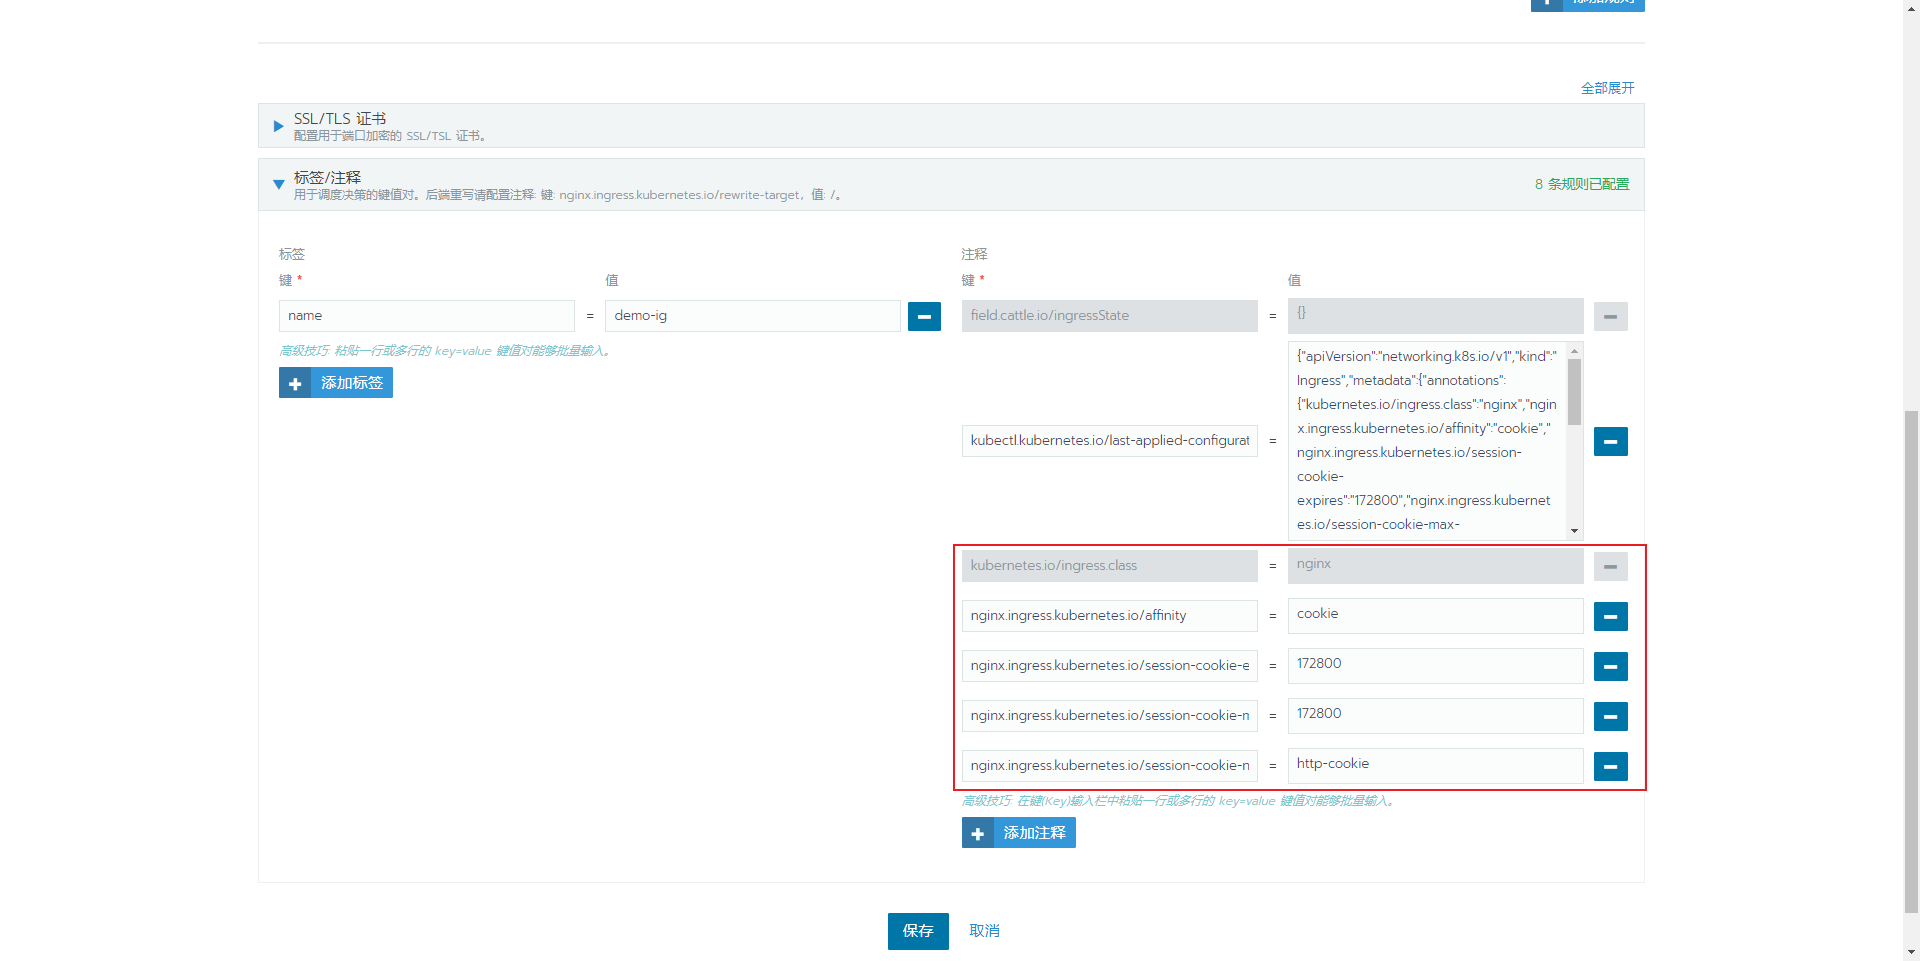 全部展开
SSL/TLS 证书
配置用于端口加密的 SSL/TSL 证书。
标签/注释
用于调度决策的键值对。后端重写请配置注释: 键: nginx.ingress.kubernetes.io/rewrite-target，值: /。
8 条规则已配置
标签
键 *
值
name
=
demo-ig
高级技巧: 粘贴一行或多行的 key=value 键值对能够批量输入。
添加标签
注释
键 *
值
field.cattle.io/ingressState
=
{}
kubectl.kubernetes.io/last-applied-configurat
=
{"apiVersion":"networking.k8s.io/v1","kind":"
Ingress","metadata":{"annotations":
{"kubernetes.io/ingress.class":"nginx","ngin
x.ingress.kubernetes.io/affinity":"cookie","
nginx.ingress.kubernetes.io/session-
cookie-
expires":"172800","nginx.ingress.kubernet
es.io/session-cookie-max-
kubernetes.io/ingress.class
=
nginx
nginx.ingress.kubernetes.io/affinity
=
cookie
nginx.ingress.kubernetes.io/session-cookie-e
=
172800
nginx.ingress.kubernetes.io/session-cookie-n
=
172800
nginx.ingress.kubernetes.io/session-cookie-n
=
http-cookie
高级技巧: 在键(Key)输入栏中粘贴一行或多行的 key=value 键值对能够批量输入。
添加注释
保存
取消